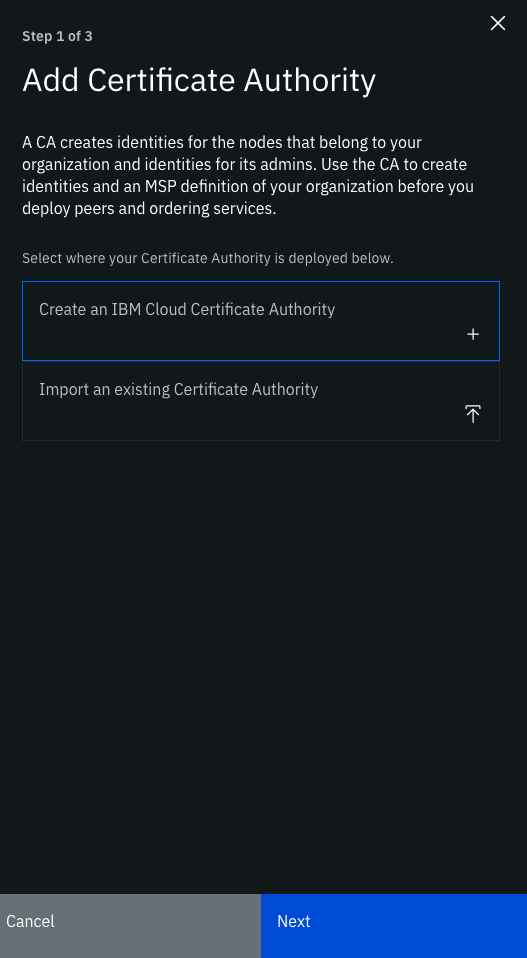 Step 1 of 3
Add Certificate Authority
A CA creates identities for the nodes that belong to your
organization and identities for its admins. Use the CA to create
identities and an MSP definition of your organization before you
deploy peers and ordering services.
Select where your Certificate Authority is deployed below.
Create an IBM Cloud Certificate Authority
Import an existing Certificate Authority
Cancel
Next